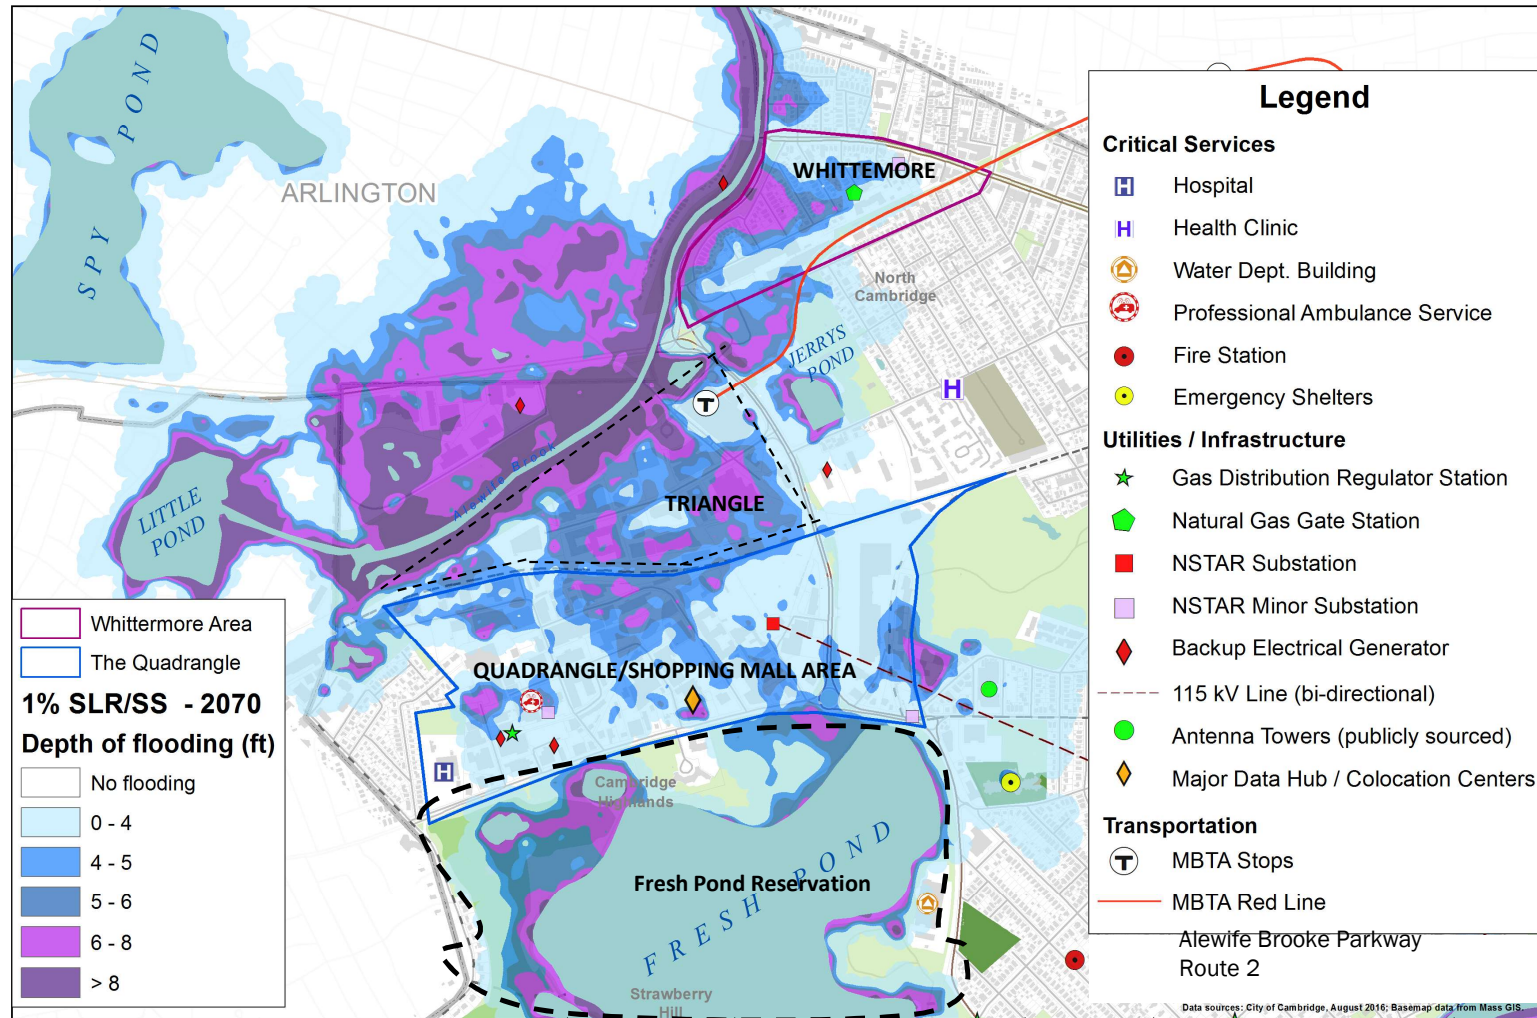 SPY POND
ARLINGTON
WHITTEMORE
North
Cambridge
JERRYS
POND
H
T
Alewife Brook
TRIANGLE
LITTLE
POND
QUADRANGLE/SHOPPING MALL AREA
H
Cambridge
Highlands
FRESH POND
Fresh Pond Reservation
Strawberry
Hill
Whittermore Area
The Quadrangle
1% SLR/SS - 2070
Depth of flooding (ft)
No flooding
0 - 4
4 - 5
5 - 6
6 - 8
> 8
Legend
Critical Services
H Hospital
H Health Clinic
Water Dept. Building
Professional Ambulance Service
Fire Station
Emergency Shelters
Utilities / Infrastructure
Gas Distribution Regulator Station
Natural Gas Gate Station
NSTAR Substation
NSTAR Minor Substation
Backup Electrical Generator
115 kV Line (bi-directional)
Antenna Towers (publicly sourced)
Major Data Hub / Colocation Centers
Transportation
T MBTA Stops
MBTA Red Line
Alewife Brooke Parkway
Route 2
Data sources: City of Cambridge, August 2016; Basemap data from Mass GIS.